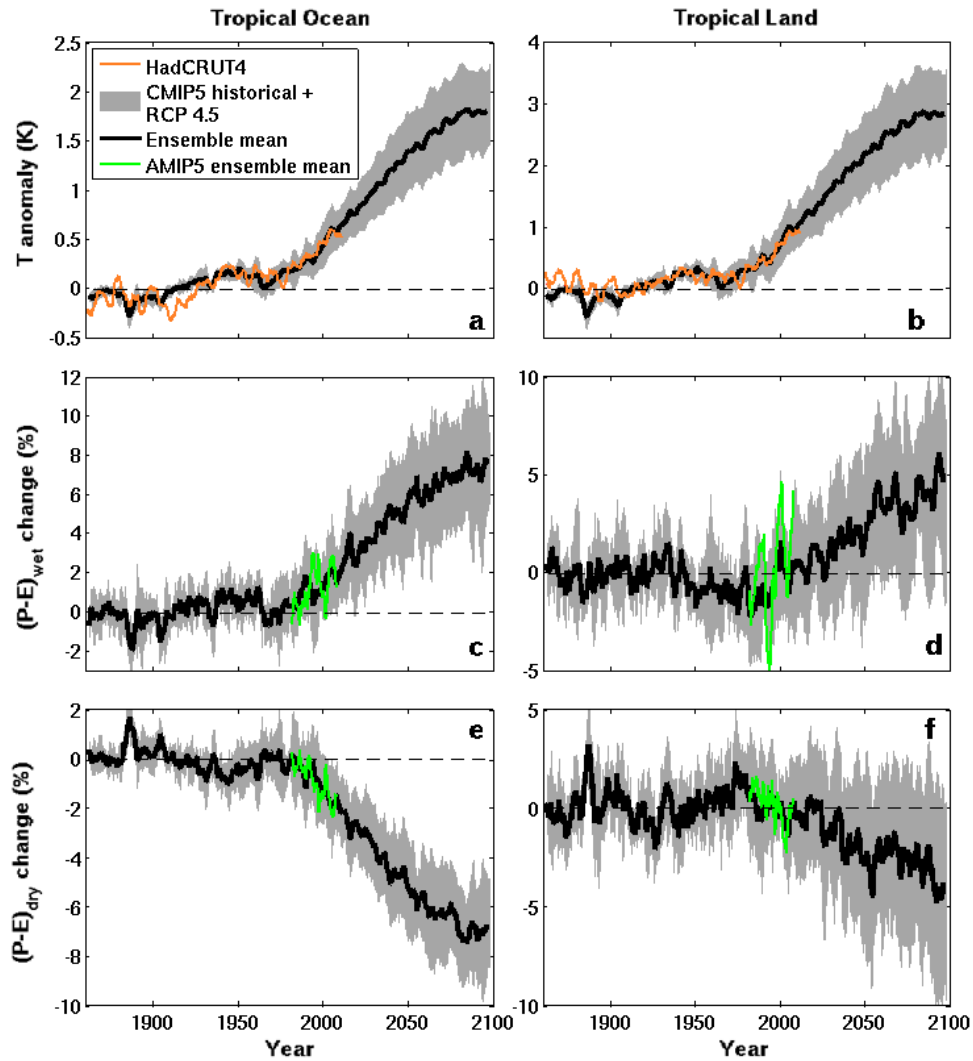 Tropical Ocean
Tropical Land
2.5
2
1.5
1
0.5
0
-0.5
T anomaly (K)
HadCRUT4
CMIP5 historical +
RCP 4.5
Ensemble mean
AMIP5 ensemble mean
a
4
3
2
1
0
b
12
10
8
6
4
2
0
-2
(P-E)wet change (%)
c
10
5
0
-5
d
2
0
-2
-4
-6
-8
-10
(P-E)dry change (%)
e
5
0
-5
-10
f
1900 1950 2000 2050 2100
Year
1900 1950 2000 2050 2100
Year